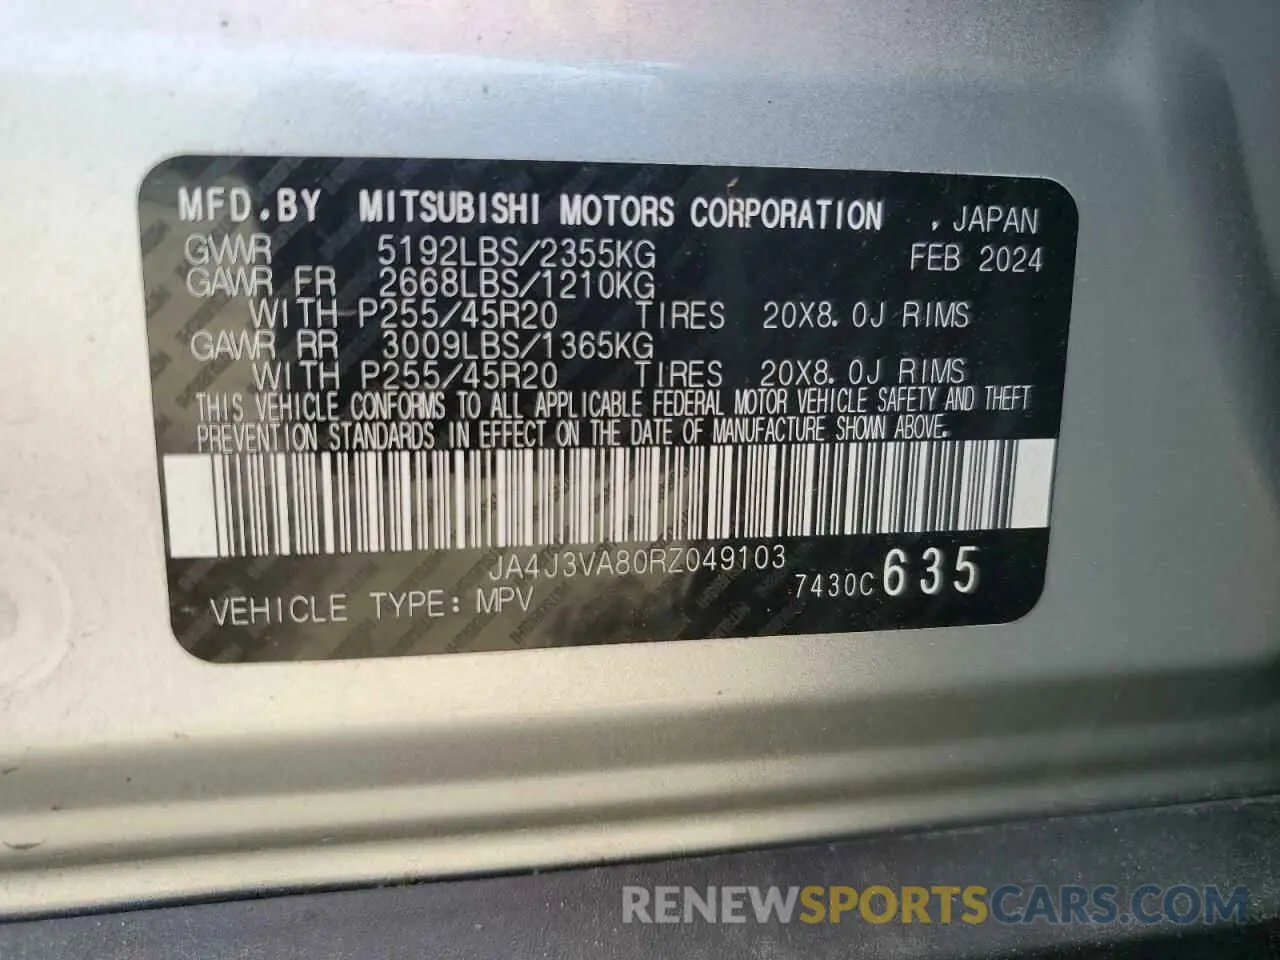 MFD.BY MITSUBISHI MOTORS CORPORATION , JAPAN
GVWR 5192LBS/2355KG FEB 2024
GAWR FR 2668LBS/1210KG
WITH P255/45R20 TIRES 20X8.0J RIMS
GAWR RR 3009LBS/1365KG
WITH P255/45R20 TIRES 20X8.0J RIMS
THIS VEHICLE CONFORMS TO ALL APPLICABLE FEDERAL MOTOR VEHICLE SAFETY AND THEFT
PREVENTION STANDARDS IN EFFECT ON THE DATE OF MANUFACTURE SHOWN ABOVE.
JA4J3VA80RZ049103
7430C 635
VEHICLE TYPE: MPV
RENEWSPORTSCARS.COM